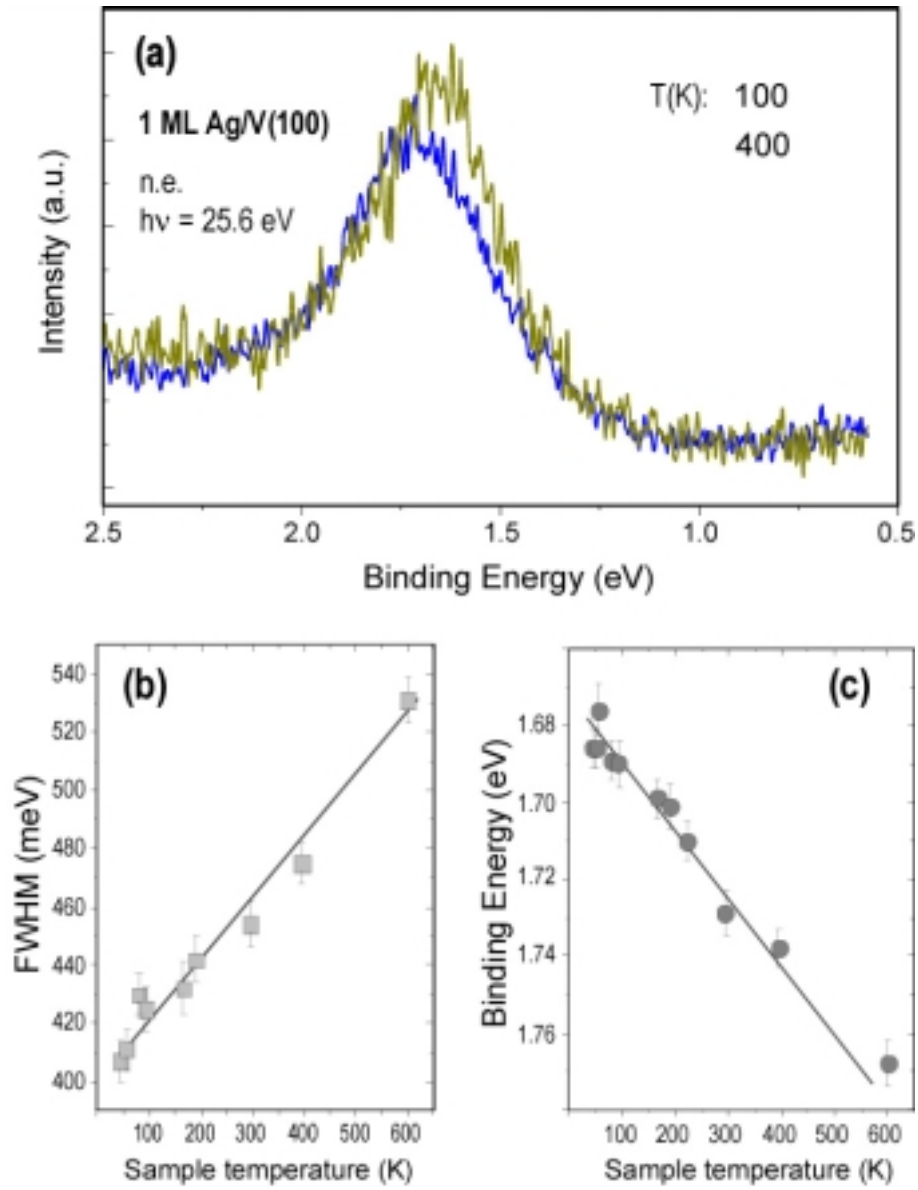 (a)
1 ML Ag/V(100)
n.e.
hν = 25.6 eV
T(K): 100
400
Intensity (a.u.)
2.5 2.0 1.5 1.0 0.5
Binding Energy (eV)
(b)
FWHM (meV)
540
520
500
480
460
440
420
400
100 200 300 400 500 600
Sample temperature (K)
(c)
Binding Energy (eV)
1.68
1.70
1.72
1.74
1.76
100 200 300 400 500 600
Sample temperature (K)